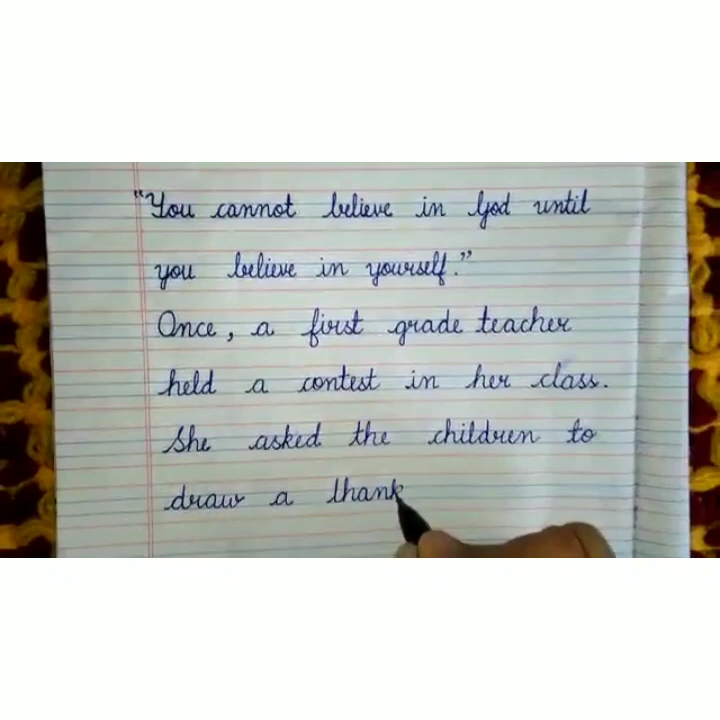 "You cannot believe in God until
you believe in yourself."
Once, a first grade teacher
held a contest in her class.
She asked the children to
draw a thank